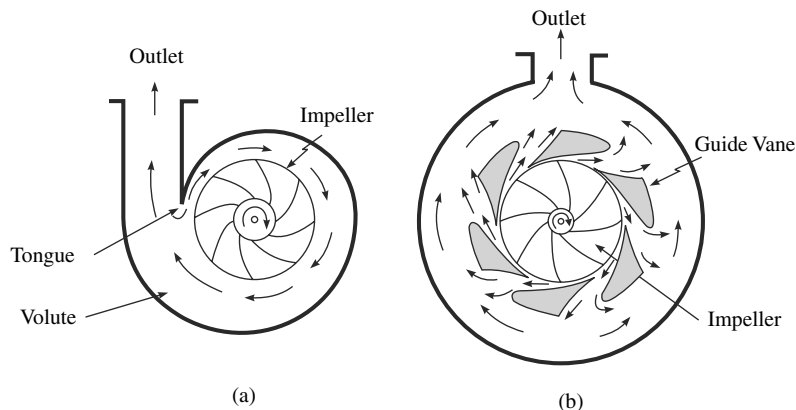 Outlet
Impeller
Tongue
Volute
(a)
Outlet
Guide Vane
Impeller
(b)